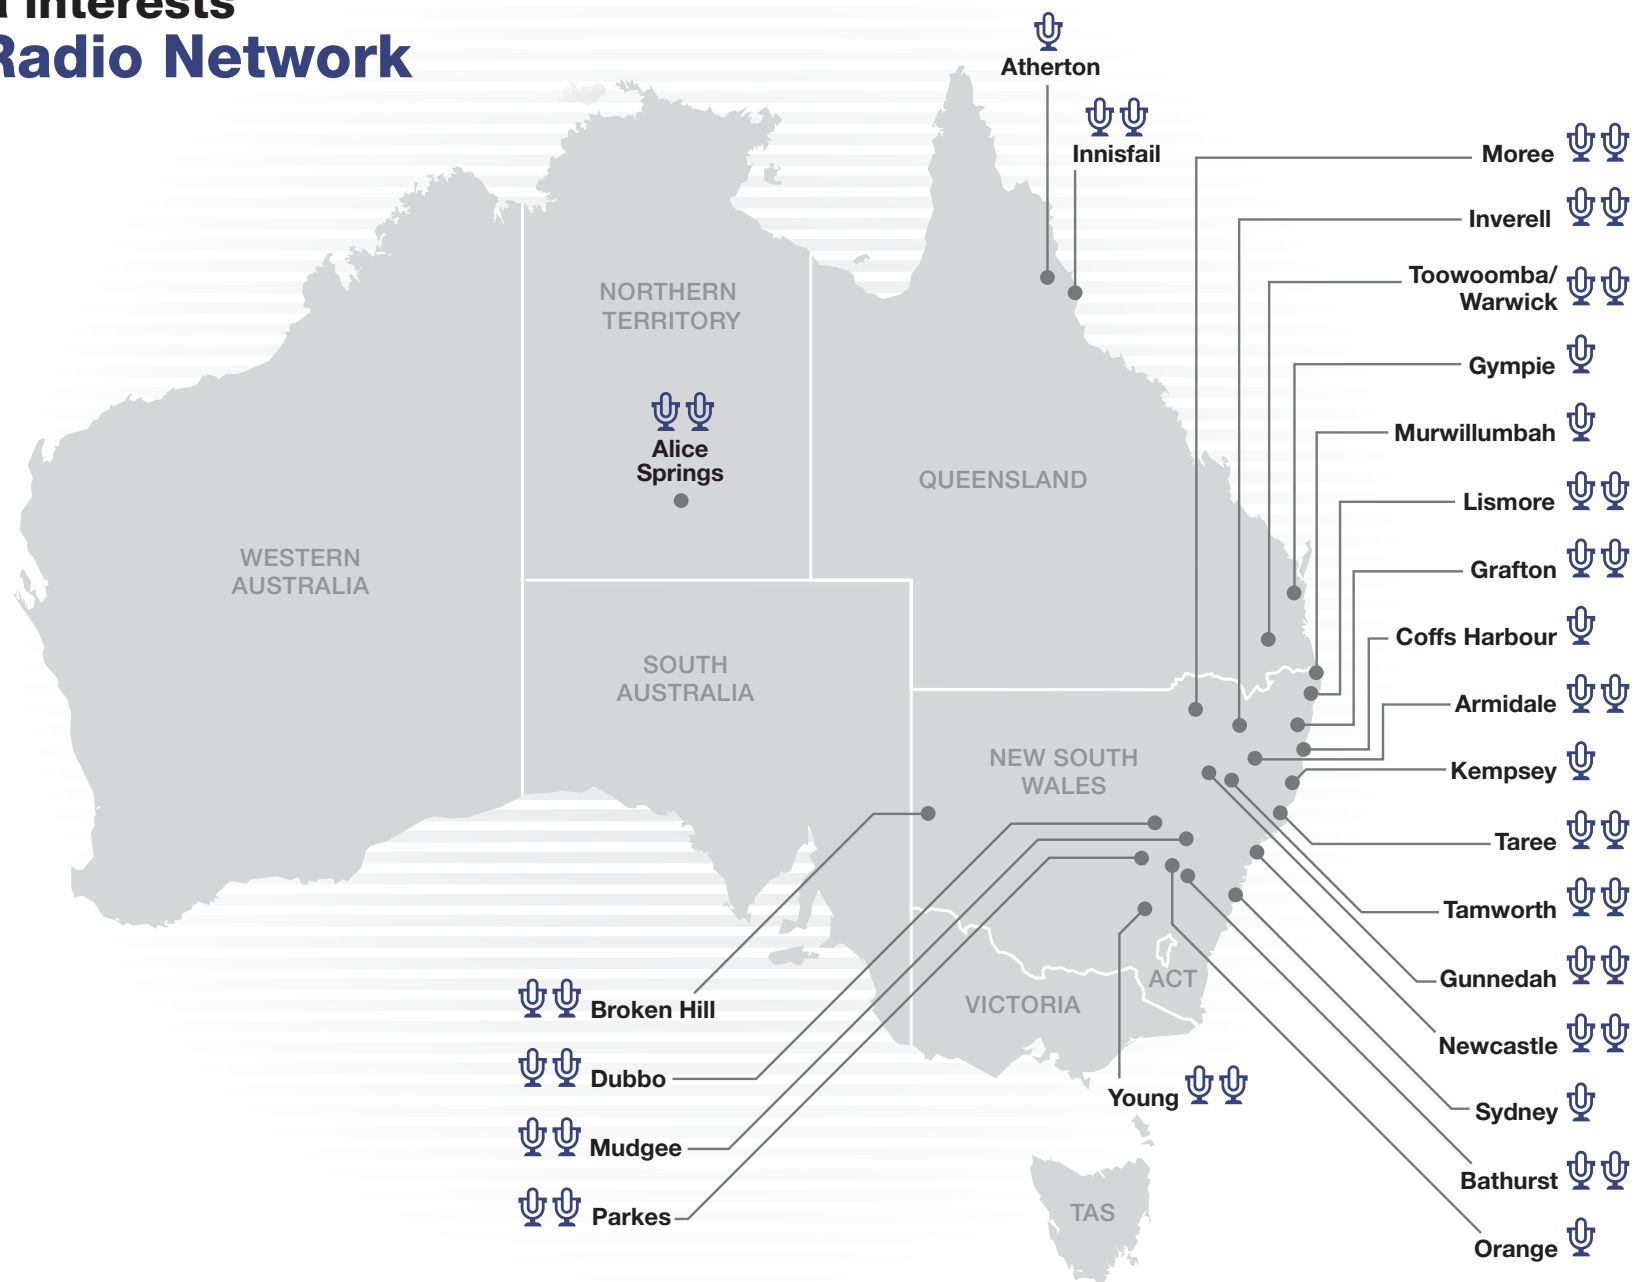 Interests
Radio Network
Atherton
Innisfail
Moree
Inverell
Toowoomba/
Warwick
Gympie
Murwillumbah
Lismore
Grafton
Coffs Harbour
Armidale
Kempsey
Taree
Tamworth
Gunnedah
Newcastle
Sydney
Bathurst
Orange
NORTHERN
TERRITORY
Alice
Springs
QUEENSLAND
WESTERN
AUSTRALIA
SOUTH
AUSTRALIA
NEW SOUTH
WALES
ACT
VICTORIA
Broken Hill
Dubbo
Mudgee
Parkes
Young
TAS